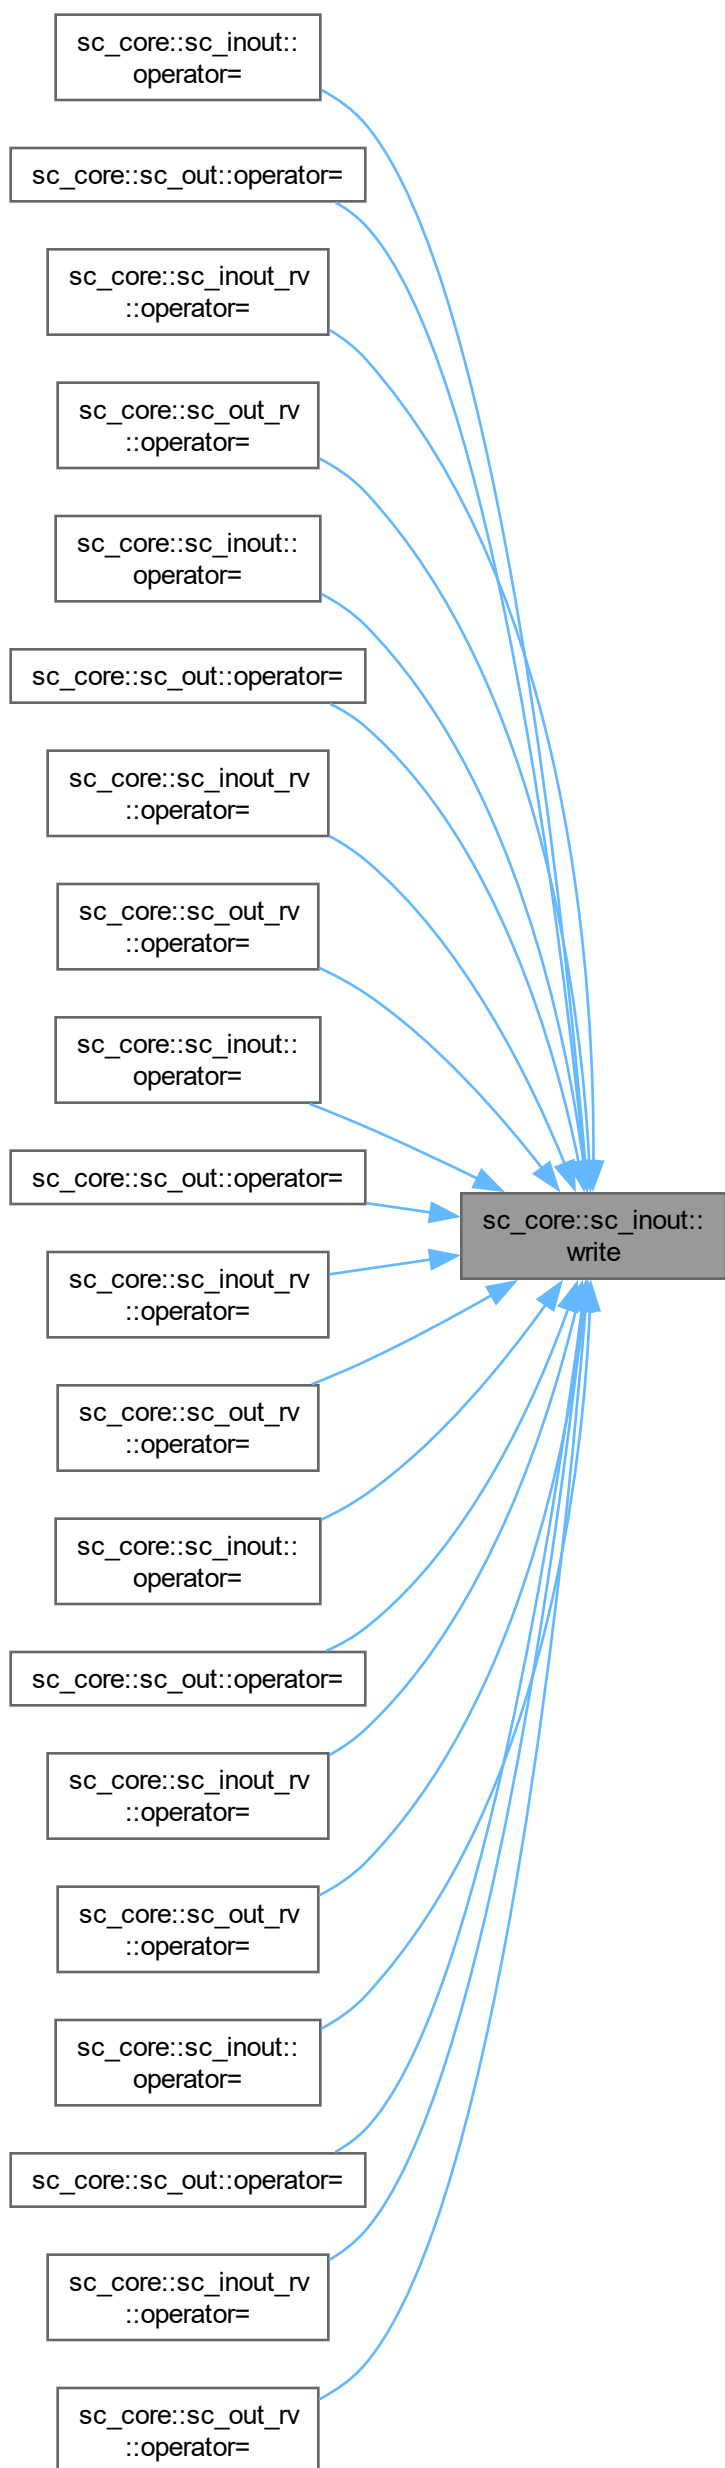 sc_core::sc_inout::
operator=
sc_core::sc_out::operator=
sc_core::sc_inout_rv
::operator=
sc_core::sc_out_rv
::operator=
sc_core::sc_inout::
operator=
sc_core::sc_out::operator=
sc_core::sc_inout_rv
::operator=
sc_core::sc_out_rv
::operator=
sc_core::sc_inout::
operator=
sc_core::sc_out::operator=
sc_core::sc_inout::
write
sc_core::sc_inout_rv
::operator=
sc_core::sc_out_rv
::operator=
sc_core::sc_inout::
operator=
sc_core::sc_out::operator=
sc_core::sc_inout_rv
::operator=
sc_core::sc_out_rv
::operator=
sc_core::sc_inout::
operator=
sc_core::sc_out::operator=
sc_core::sc_inout_rv
::operator=
sc_core::sc_out_rv
::operator=